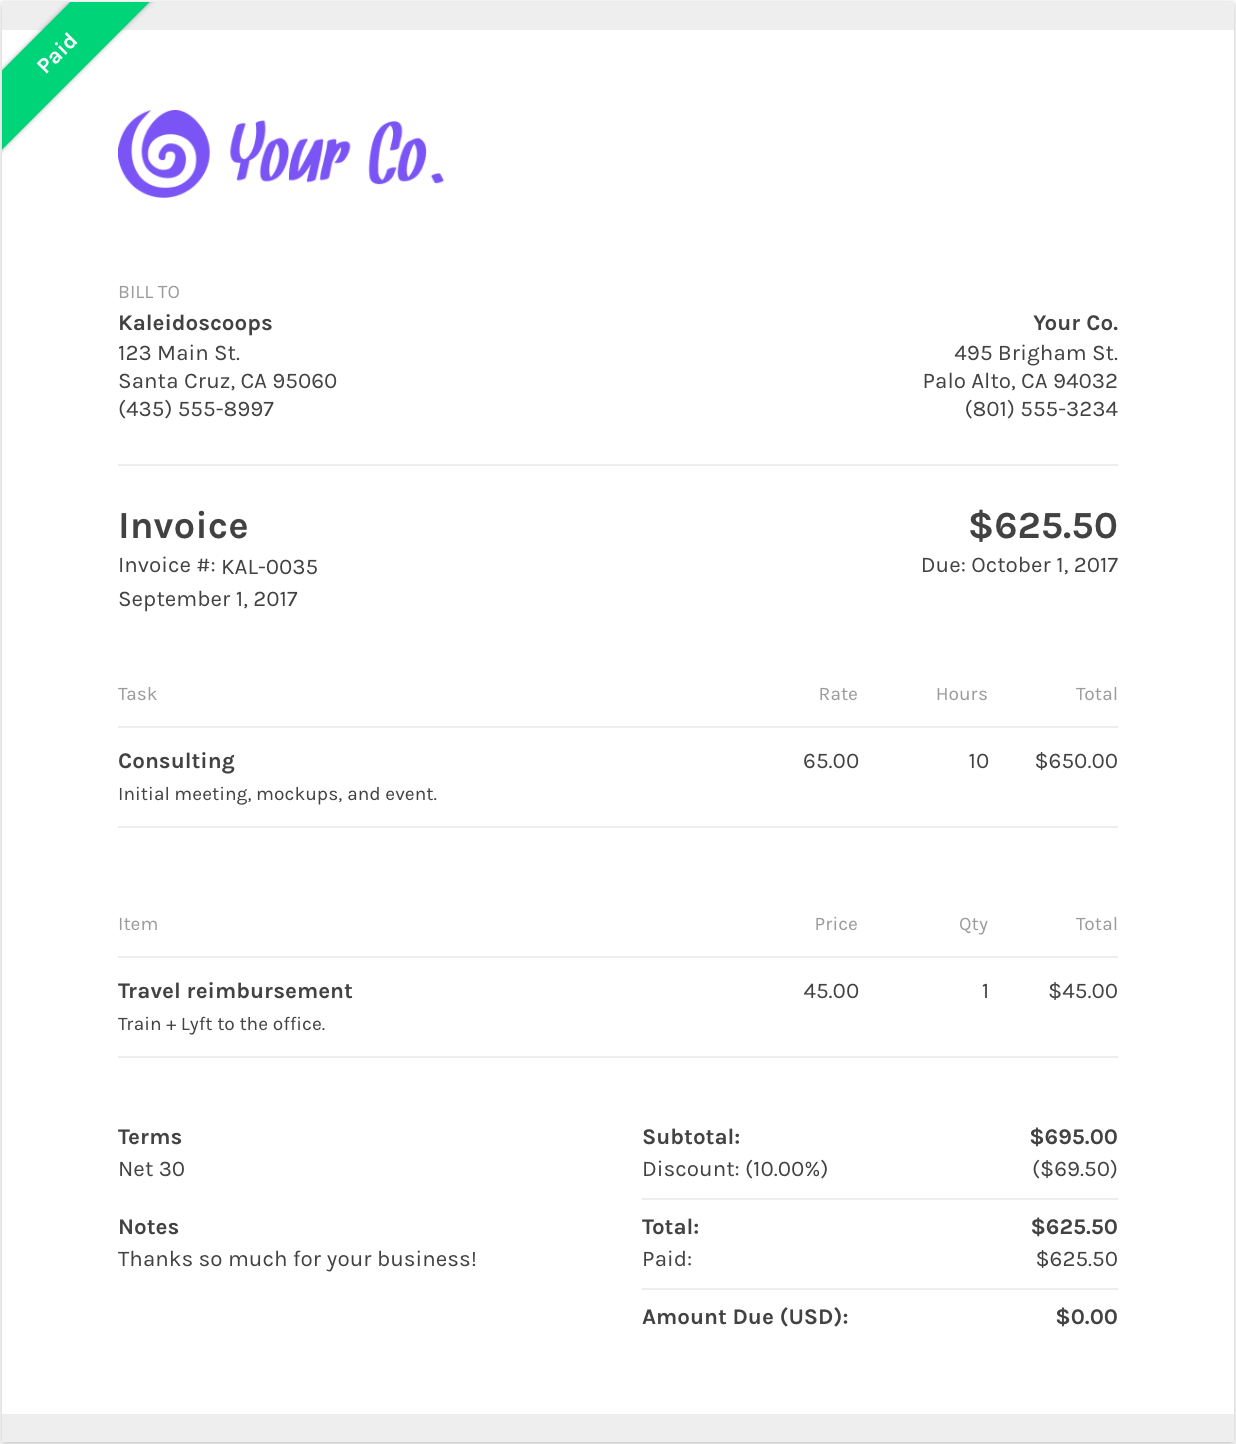 Paid
Your Co.
BILL TO
Kaleidoscoops
123 Main St.
Santa Cruz, CA 95060
(435) 555-8997
Your Co.
495 Brigham St.
Palo Alto, CA 94032
(801) 555-3234
Invoice
Invoice #: KAL-0035
September 1, 2017
$625.50
Due: October 1, 2017
Task Rate Hours Total
Consulting 65.00 10 $650.00
Initial meeting, mockups, and event.
Item Price Qty Total
Travel reimbursement 45.00 1 $45.00
Train + Lyft to the office.
Terms
Net 30
Notes
Thanks so much for your business!
Subtotal: $695.00
Discount: (10.00%) ($69.50)
Total: $625.50
Paid: $625.50
Amount Due (USD): $0.00